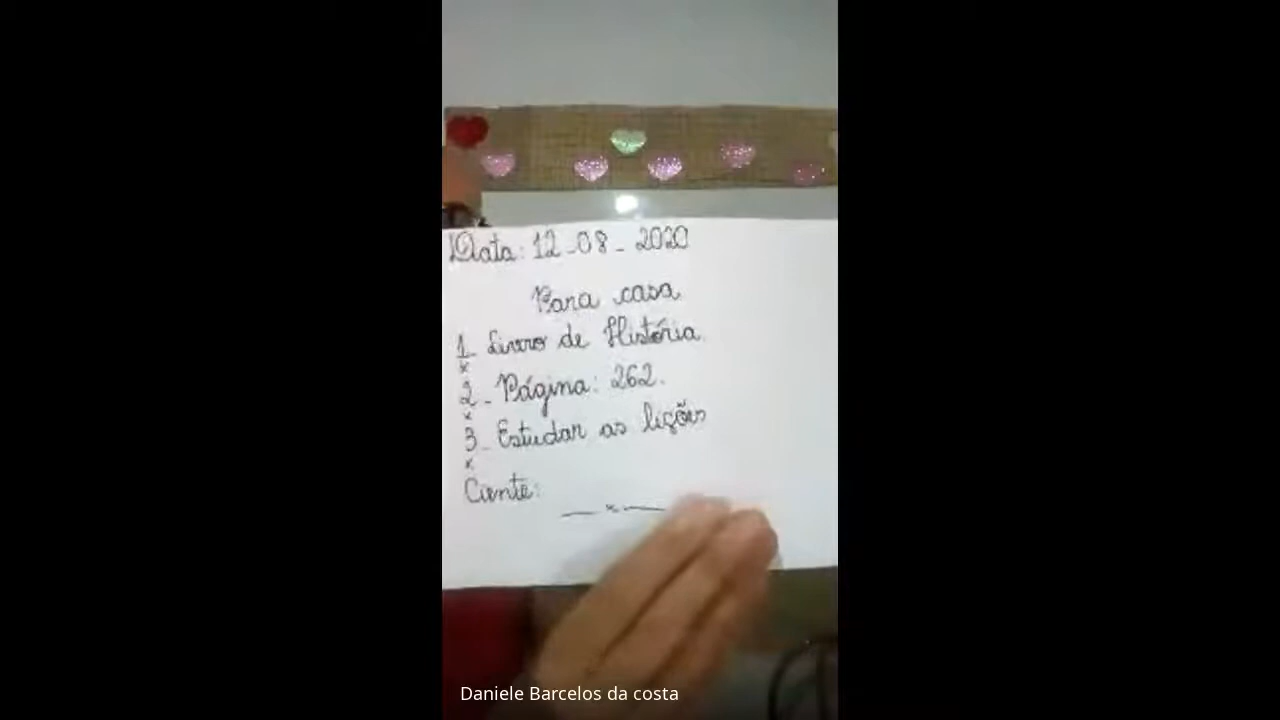 Data: 12-08-2020
Para casa
1- Livro de História.
x
2- Página: 262.
x
3- Estudar as lições
x
Ciente:
—x—
Daniele Barcelos da costa